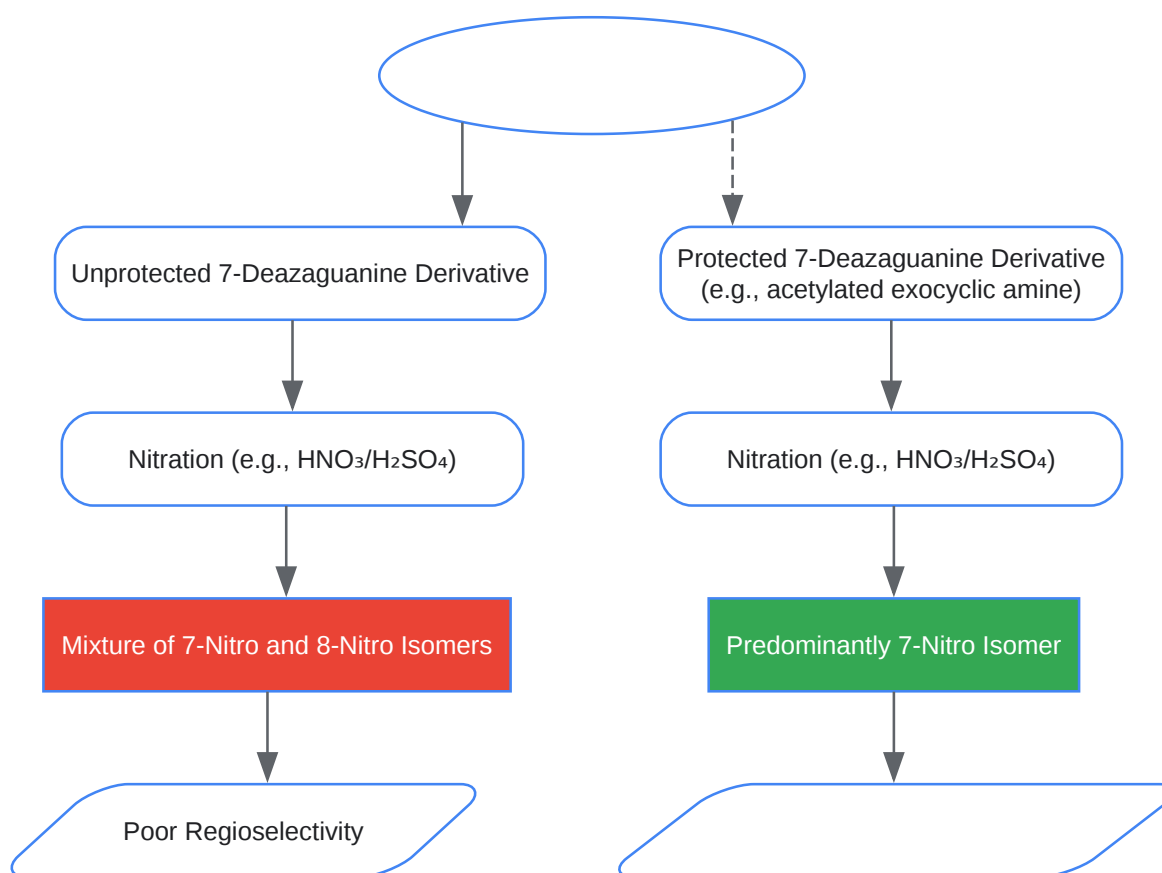 Unprotected 7-Deazaguanine Derivative
Protected 7-Deazaguanine Derivative
(e.g., acetylated exocyclic amine)
Nitration (e.g., HNO₃/H₂SO₄)
Nitration (e.g., HNO₃/H₂SO₄)
Mixture of 7-Nitro and 8-Nitro Isomers
Predominantly 7-Nitro Isomer
Poor Regioselectivity